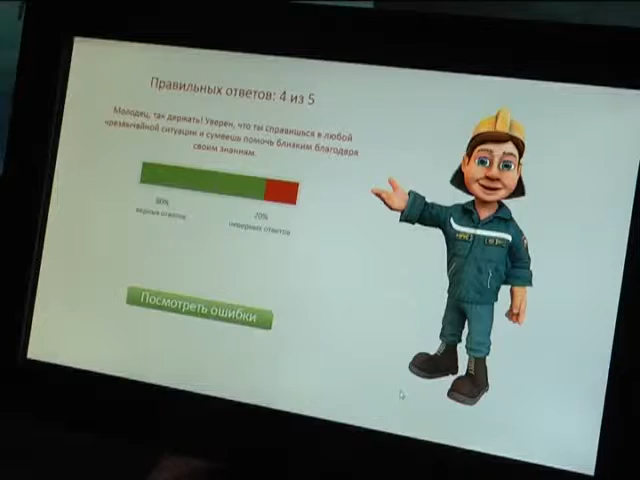 Правильных ответов: 4 из 5
Молодец, так держать! Уверен, что ты справишься в любой
чрезвычайной ситуации и сумеешь помочь близким благодаря
своим знаниям.
80%
верных ответов
20%
неверных ответов
Посмотреть ошибки